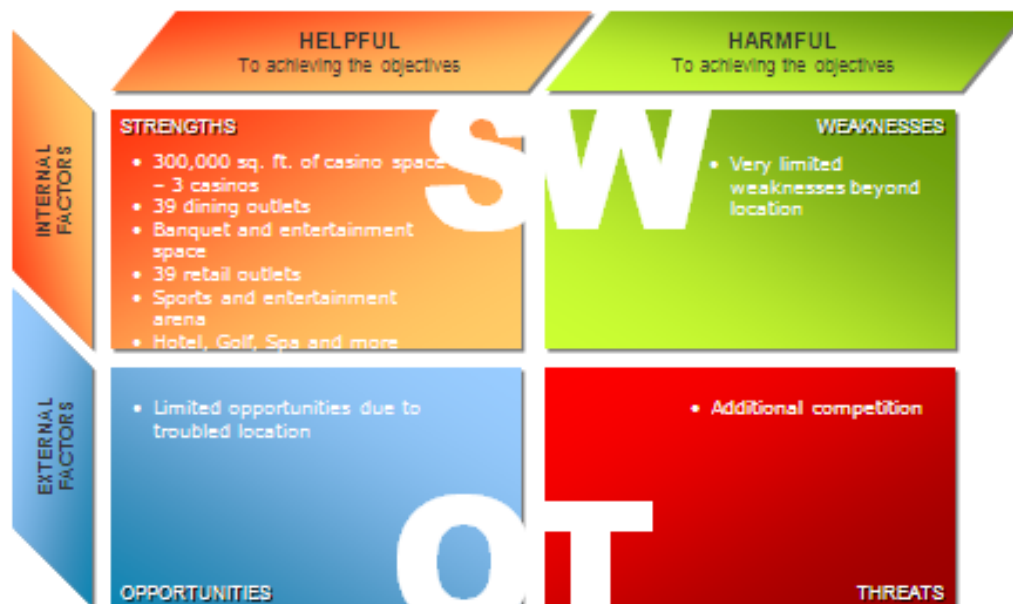 HELPFUL
To achieving the objectives
HARMFUL
To achieving the objectives
INTERNAL
FACTORS
STRENGTHS
• 300,000 sq. ft. of casino space
– 3 casinos
• 39 dining outlets
• Banquet and entertainment
space
• 39 retail outlets
• Sports and entertainment
arena
• Hotel, Golf, Spa and more
S
W
WEAKNESSES
• Very limited
weaknesses beyond
location
EXTERNAL
FACTORS
• Limited opportunities due to
troubled location
OPPORTUNITIES
O
T
• Additional competition
THREATS